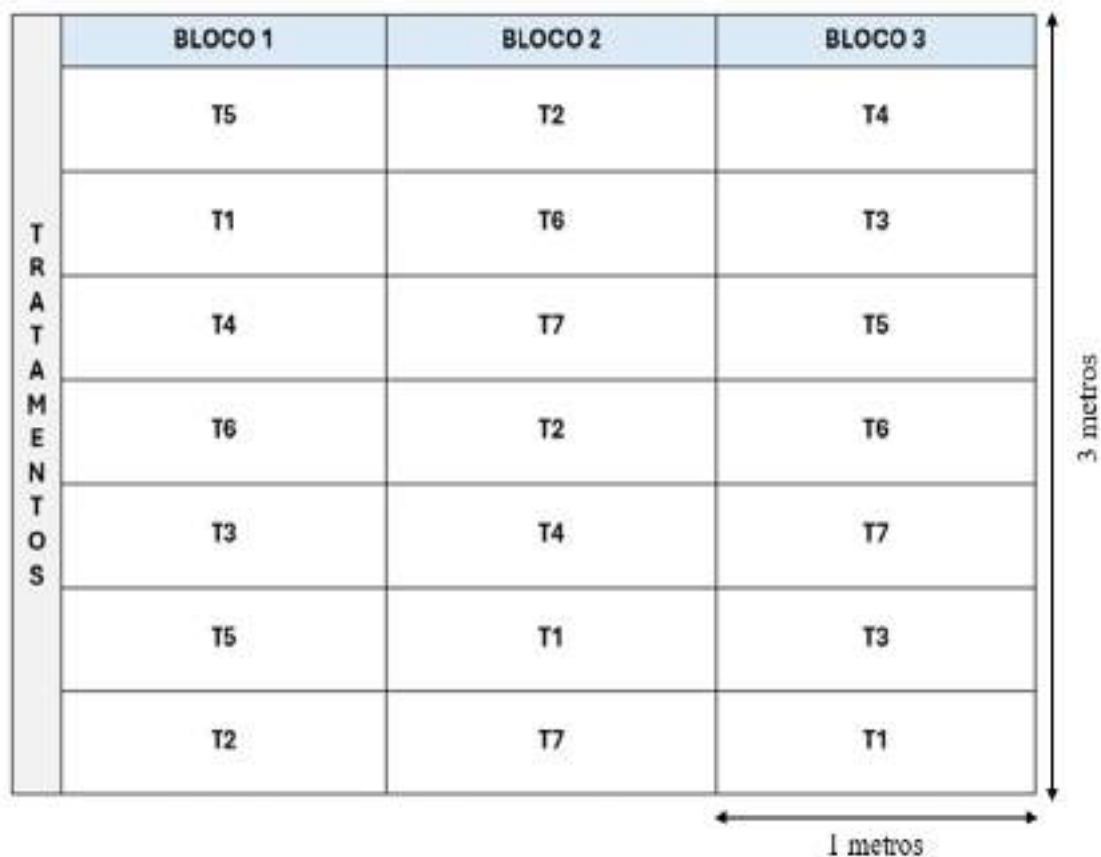 BLOCO 1 BLOCO 2 BLOCO 3
T5 T2 T4
T1 T6 T3
T4 T7 T5
T6 T2 T6
T3 T4 T7
T5 T1 T3
T2 T7 T1
TRATAMENTOS
3 metros
1 metros